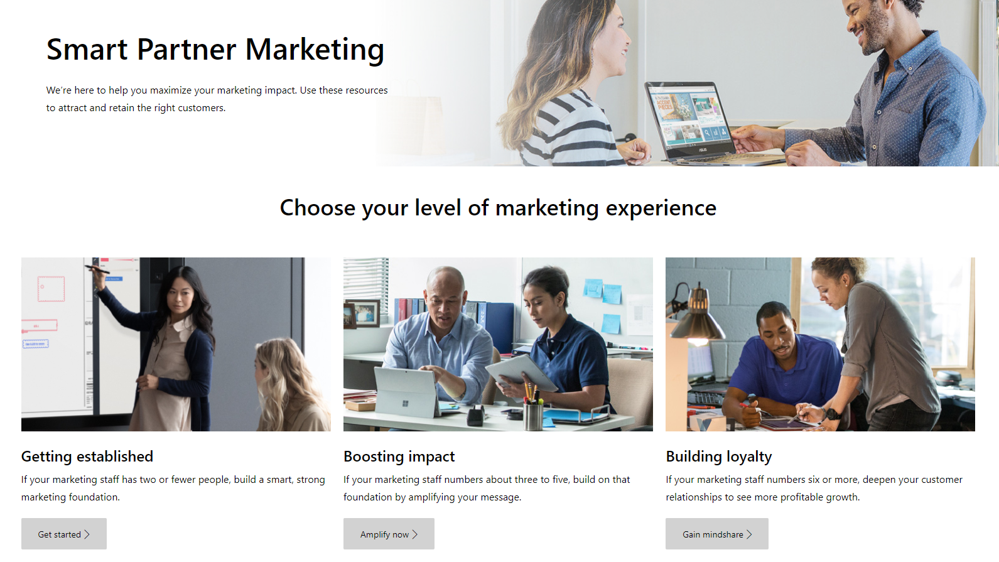 Smart Partner Marketing
We're here to help you maximize your marketing impact. Use these resources
to attract and retain the right customers.
ACCENT
PIECES
ASUS
Choose your level of marketing experience
Getting established
If your marketing staff has two or fewer people, build a smart, strong
marketing foundation.
Get started
Boosting impact
If your marketing staff numbers about three to five, build on that
foundation by amplifying your message.
Amplify now
Building loyalty
If your marketing staff numbers six or more, deepen your customer
relationships to see more profitable growth.
Gain mindshare